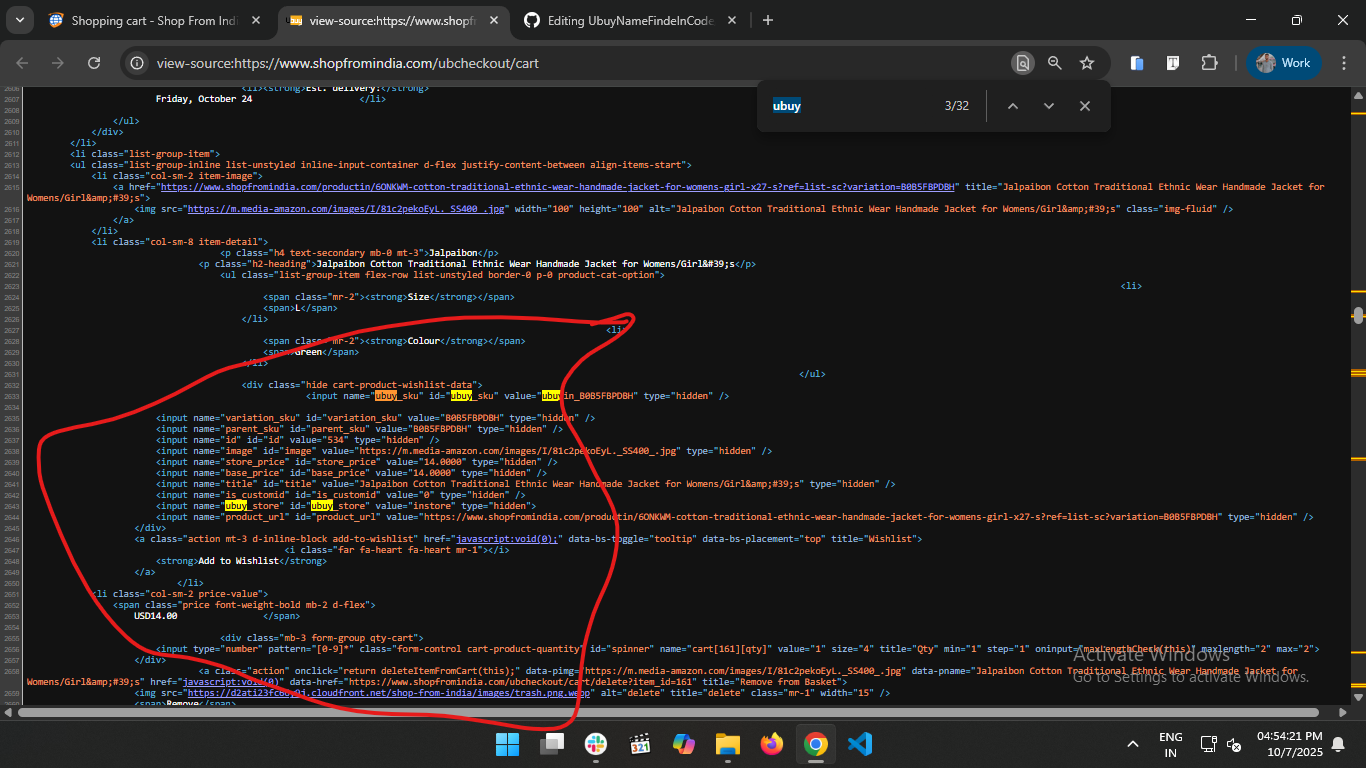 Shopping cart - Shop From Indi
view-source:https://www.shopf
Editing UbuyNameFindeInCode
view-source:https://www.shopfromindia.com/ubcheckout/cart
Work
ubuy
3/32
2606 <li><strong>Est. Delivery:</strong>
2607 Friday, October 24 </li>
2608
2609 </ul>
2610 </div>
2611 </li>
2612 <li class="list-group-item">
2613 <ul class="list-group-inline list-unstyled inline-input-container d-flex justify-content-between align-items-start">
2614 <li class="col-sm-2 item-image">
2615 <a href="https://www.shopfromindia.com/productin/6ONKWM-cotton-traditional-ethnic-wear-handmade-jacket-for-womens-girl-x27-s?ref=list-sc?variation=B0B5FBPDBH" title="Jalpaibon Cotton Traditional Ethnic Wear Handmade Jacket for
Womens/Girl&amp;#39;s">
2616 <img src="https://m.media-amazon.com/images/I/81c2pekoEyL._SS400_.jpg" width="100" height="100" alt="Jalpaibon Cotton Traditional Ethnic Wear Handmade Jacket for Womens/Girl&amp;#39;s" class="img-fluid" />
2617 </a>
2618 </li>
2619 <li class="col-sm-8 item-detail">
2620 <p class="h4 text-secondary mb-0 mt-3">Jalpaibon</p>
2621 <p class="h2-heading">Jalpaibon Cotton Traditional Ethnic Wear Handmade Jacket for Womens/Girl&#39;s</p>
2622 <ul class="list-group-item flex-row list-unstyled border-0 p-0 product-cat-option">
2623 <li>
2624 <span class="mr-2"><strong>Size</strong></span>
2625 <span>L</span>
2626 </li>
2627 <li>
2628 <span class="mr-2"><strong>Colour</strong></span>
2629 <span>Green</span>
2630 </li>
2631 </ul>
2632 <div class="hide cart-product-wishlist-data">
2633 <input name="ubuy_sku" id="ubuy_sku" value="ubuyin_B0B5FBPDBH" type="hidden" />
2634
2635 <input name="variation_sku" id="variation_sku" value="B0B5FBPDBH" type="hidden" />
2636 <input name="parent_sku" id="parent_sku" value="B0B5FBPDBH" type="hidden" />
2637 <input name="id" id="id" value="534" type="hidden" />
2638 <input name="image" id="image" value="https://m.media-amazon.com/images/I/81c2pekoEyL._SS400_.jpg" type="hidden" />
2639 <input name="store_price" id="store_price" value="14.0000" type="hidden" />
2640 <input name="base_price" id="base_price" value="14.0000" type="hidden" />
2641 <input name="title" id="title" value="Jalpaibon Cotton Traditional Ethnic Wear Handmade Jacket for Womens/Girl&amp;#39;s" type="hidden" />
2642 <input name="is_customid" id="is_customid" value="0" type="hidden" />
2643 <input name="ubuy_store" id="ubuy_store" value="instore" type="hidden">
2644 <input name="product_url" id="product_url" value="https://www.shopfromindia.com/productin/6ONKWM-cotton-traditional-ethnic-wear-handmade-jacket-for-womens-girl-x27-s?ref=list-sc?variation=B0B5FBPDBH" type="hidden" />
2645 </div>
2646 <a class="action mt-3 d-inline-block add-to-wishlist" href="javascript:void(0);" data-bs-toggle="tooltip" data-bs-placement="top" title="Wishlist">
2647 <i class="far fa-heart fa-heart mr-1"></i>
2648 <strong>Add to Wishlist</strong>
2649 </a>
2650 </li>
2651 <li class="col-sm-2 price-value">
2652 <span class="price font-weight-bold mb-2 d-flex">
2653 USD14.00 </span>
2654
2655 <div class="mb-3 form-group qty-cart">
2656 <input type="number" pattern="[0-9]*" class="form-control cart-product-quantity" id="spinner" name="cart[161][qty]" value="1" size="4" title="Qty" min="1" step="1" oninput="maxLengthCheck(this)" maxlength="2" max="2">
2657 </div>
2658 <a class="action" onclick="return deleteItemFromCart(this);" data-pimg="https://m.media-amazon.com/images/I/81c2pekoEyL._SS400_.jpg" data-pname="Jalpaibon Cotton Traditional Ethnic Wear Handmade Jacket for
Womens/Girl&amp;#39;s" href="javascript:void(0)" data-href="https://www.shopfromindia.com/ubcheckout/cart/delete?item_id=161" title="Remove from Basket">
2659 <img src=" alt="delete" title="delete" class="mr-1" width="15" />
<span>Remove</span>
Activate Windows
Go to Settings to activate Windows.
321
ENG
IN
04:54:21 PM
10/7/2025